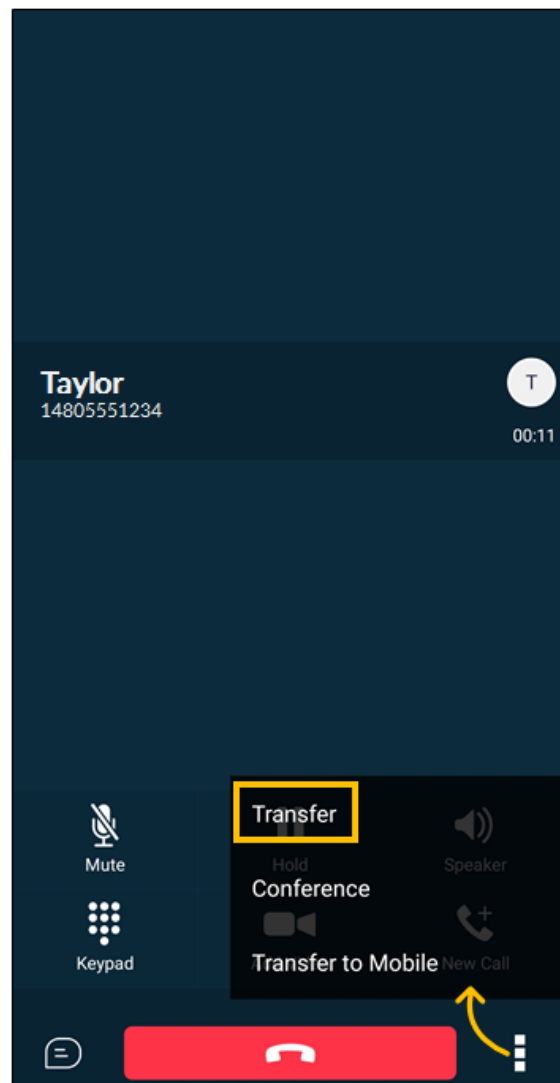 Taylor
T
14805551234
00:11
Transfer
Mute
Hold
Speaker
Conference
Keypad
Transfer to Mobile
New Call